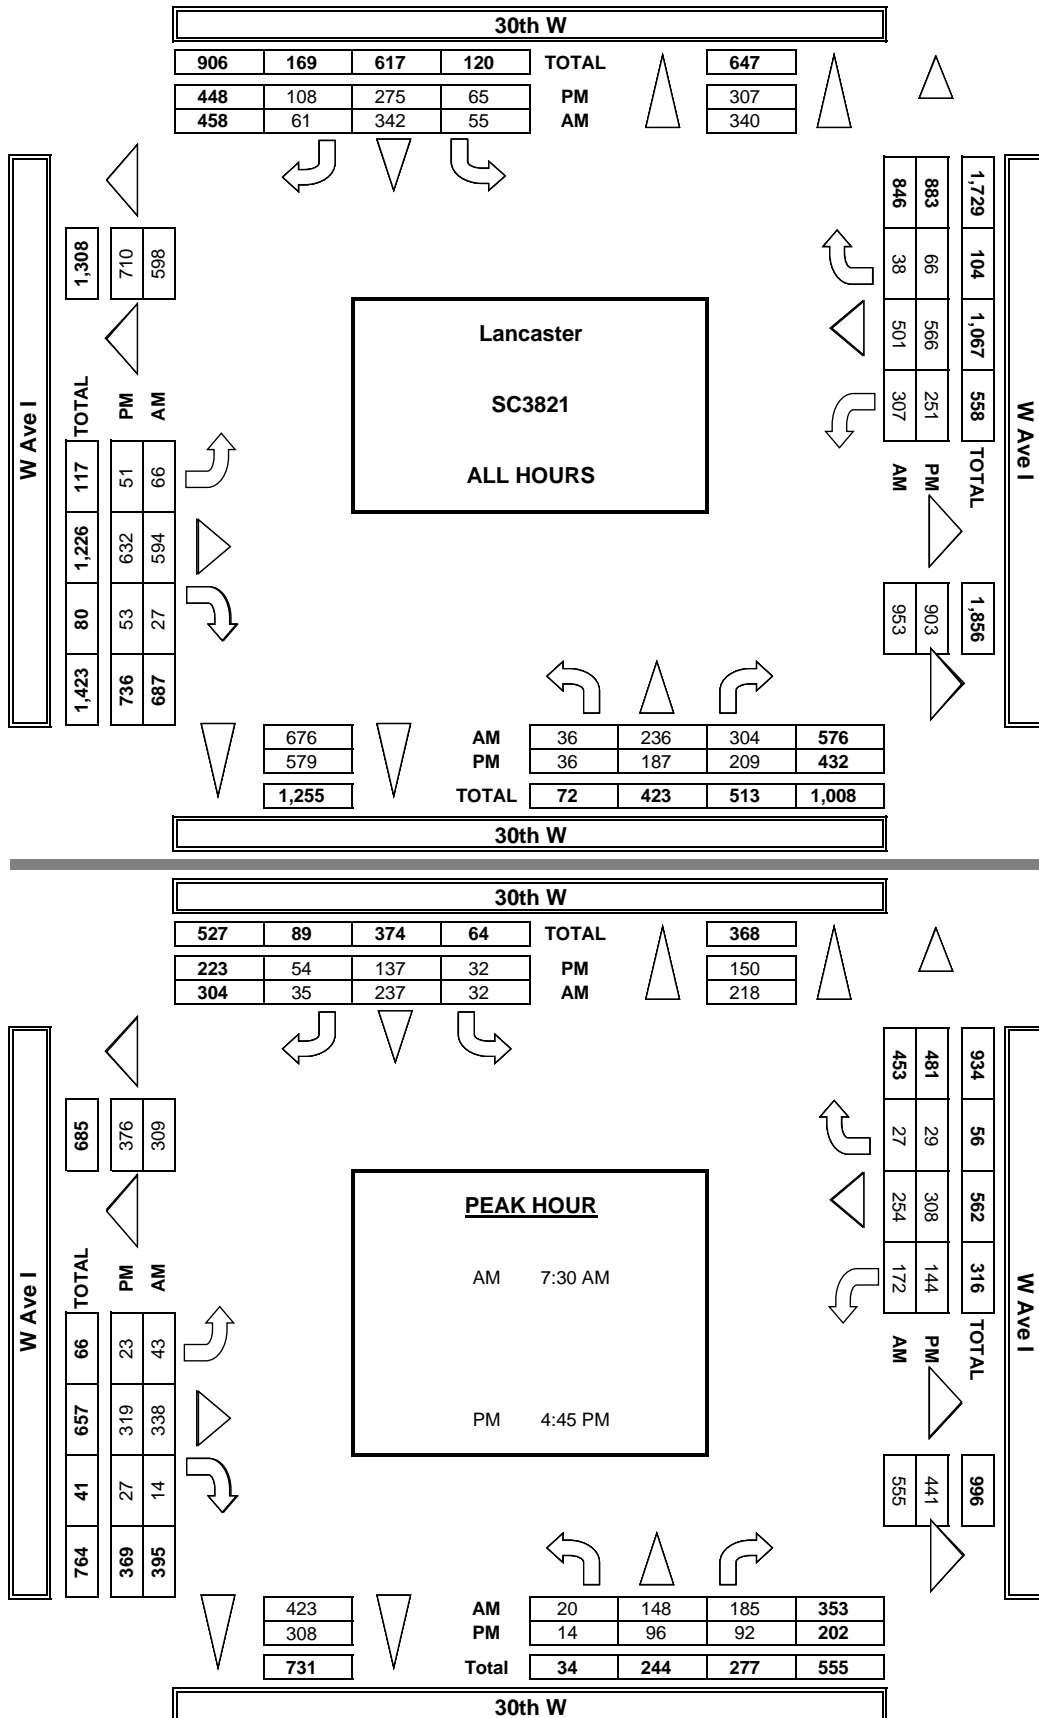 30th W
906 169 617 120 TOTAL 647
448 108 275 65 PM 307
458 61 342 55 AM 340
W Ave I
1,308
710
598
TOTAL 117 1,226 80 1,423
PM 51 632 53 736
AM 66 594 27 687
Lancaster
SC3821
ALL HOURS
1,729 104 1,067 558 TOTAL 1,856
883 66 566 251 PM 903
846 38 501 307 AM 953
W Ave I
676 AM 36 236 304 576
579 PM 36 187 209 432
1,255 TOTAL 72 423 513 1,008
30th W
30th W
527 89 374 64 TOTAL 368
223 54 137 32 PM 150
304 35 237 32 AM 218
W Ave I
685
376
309
TOTAL 66 657 41 764
PM 23 319 27 369
AM 43 338 14 395
PEAK HOUR
AM 7:30 AM
PM 4:45 PM
934 56 562 316 TOTAL 996
481 29 308 144 PM 441
453 27 254 172 AM 555
W Ave I
423 AM 20 148 185 353
308 PM 14 96 92 202
731 Total 34 244 277 555
30th W